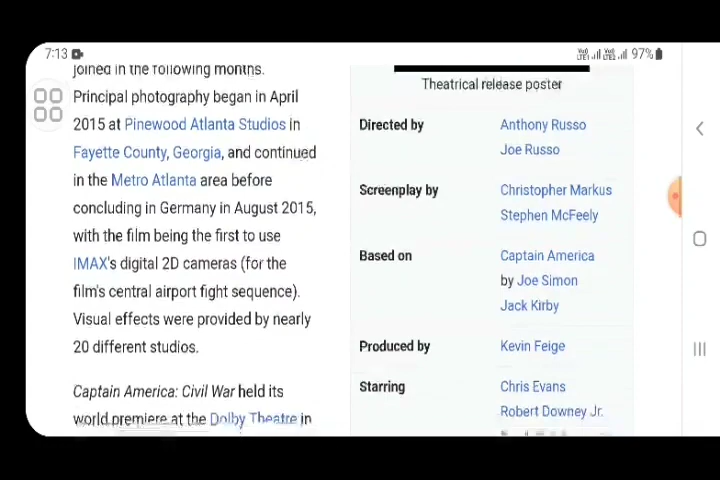 7:13
Vo)) LTE1 Vo)) LTE2 97%
joined in the following months.
Principal photography began in April
2015 at Pinewood Atlanta Studios in
Fayette County, Georgia, and continued
in the Metro Atlanta area before
concluding in Germany in August 2015,
with the film being the first to use
IMAX's digital 2D cameras (for the
film's central airport fight sequence).
Visual effects were provided by nearly
20 different studios.
Captain America: Civil War held its
world premiere at the Dolby Theatre in
Theatrical release poster
Directed by
Anthony Russo
Joe Russo
Screenplay by
Christopher Markus
Stephen McFeely
Based on
Captain America
by Joe Simon
Jack Kirby
Produced by
Kevin Feige
Starring
Chris Evans
Robert Downey Jr.